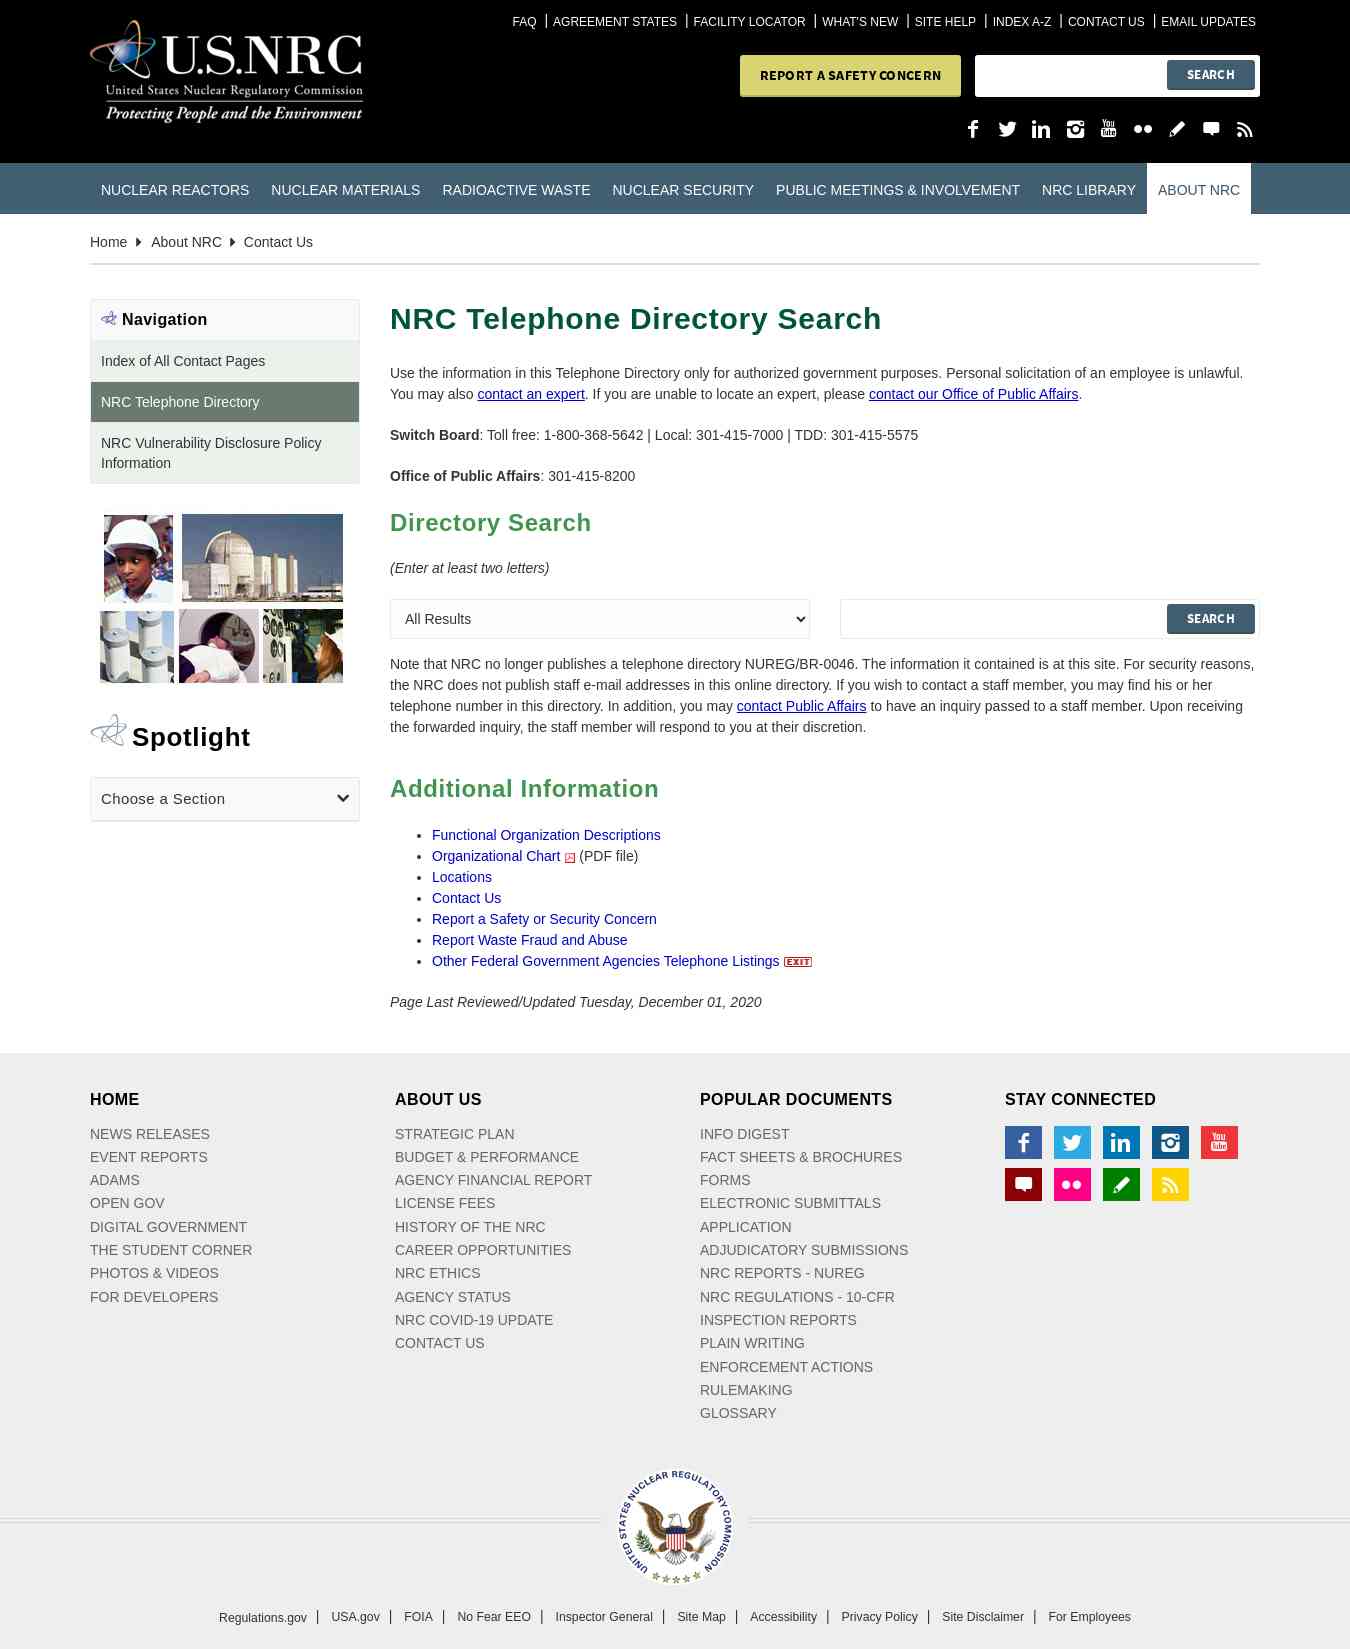 FAQ | AGREEMENT STATES | FACILITY LOCATOR | WHAT'S NEW | SITE HELP | INDEX A-Z | CONTACT US | EMAIL UPDATES
U.S.NRC
United States Nuclear Regulatory Commission
Protecting People and the Environment
REPORT A SAFETY CONCERN
SEARCH
You Tube
NUCLEAR REACTORS NUCLEAR MATERIALS RADIOACTIVE WASTE NUCLEAR SECURITY PUBLIC MEETINGS & INVOLVEMENT NRC LIBRARY ABOUT NRC
Home About NRC Contact Us
Navigation
Index of All Contact Pages
NRC Telephone Directory
NRC Vulnerability Disclosure Policy
Information
Spotlight
Choose a Section
NRC Telephone Directory Search
Use the information in this Telephone Directory only for authorized government purposes. Personal solicitation of an employee is unlawful.
You may also contact an expert. If you are unable to locate an expert, please contact our Office of Public Affairs.
Switch Board: Toll free: 1-800-368-5642 | Local: 301-415-7000 | TDD: 301-415-5575
Office of Public Affairs: 301-415-8200
Directory Search
(Enter at least two letters)
All Results
SEARCH
Note that NRC no longer publishes a telephone directory NUREG/BR-0046. The information it contained is at this site. For security reasons,
the NRC does not publish staff e-mail addresses in this online directory. If you wish to contact a staff member, you may find his or her
telephone number in this directory. In addition, you may contact Public Affairs to have an inquiry passed to a staff member. Upon receiving
the forwarded inquiry, the staff member will respond to you at their discretion.
Additional Information
• Functional Organization Descriptions
• Organizational Chart (PDF file)
• Locations
• Contact Us
• Report a Safety or Security Concern
• Report Waste Fraud and Abuse
• Other Federal Government Agencies Telephone Listings EXIT
Page Last Reviewed/Updated Tuesday, December 01, 2020
HOME
NEWS RELEASES
EVENT REPORTS
ADAMS
OPEN GOV
DIGITAL GOVERNMENT
THE STUDENT CORNER
PHOTOS & VIDEOS
FOR DEVELOPERS
ABOUT US
STRATEGIC PLAN
BUDGET & PERFORMANCE
AGENCY FINANCIAL REPORT
LICENSE FEES
HISTORY OF THE NRC
CAREER OPPORTUNITIES
NRC ETHICS
AGENCY STATUS
NRC COVID-19 UPDATE
CONTACT US
POPULAR DOCUMENTS
INFO DIGEST
FACT SHEETS & BROCHURES
FORMS
ELECTRONIC SUBMITTALS
APPLICATION
ADJUDICATORY SUBMISSIONS
NRC REPORTS - NUREG
NRC REGULATIONS - 10-CFR
INSPECTION REPORTS
PLAIN WRITING
ENFORCEMENT ACTIONS
RULEMAKING
GLOSSARY
STAY CONNECTED
You Tube
UNITED STATES NUCLEAR REGULATORY COMMISSION
Regulations.gov | USA.gov | FOIA | No Fear EEO | Inspector General | Site Map | Accessibility | Privacy Policy | Site Disclaimer | For Employees